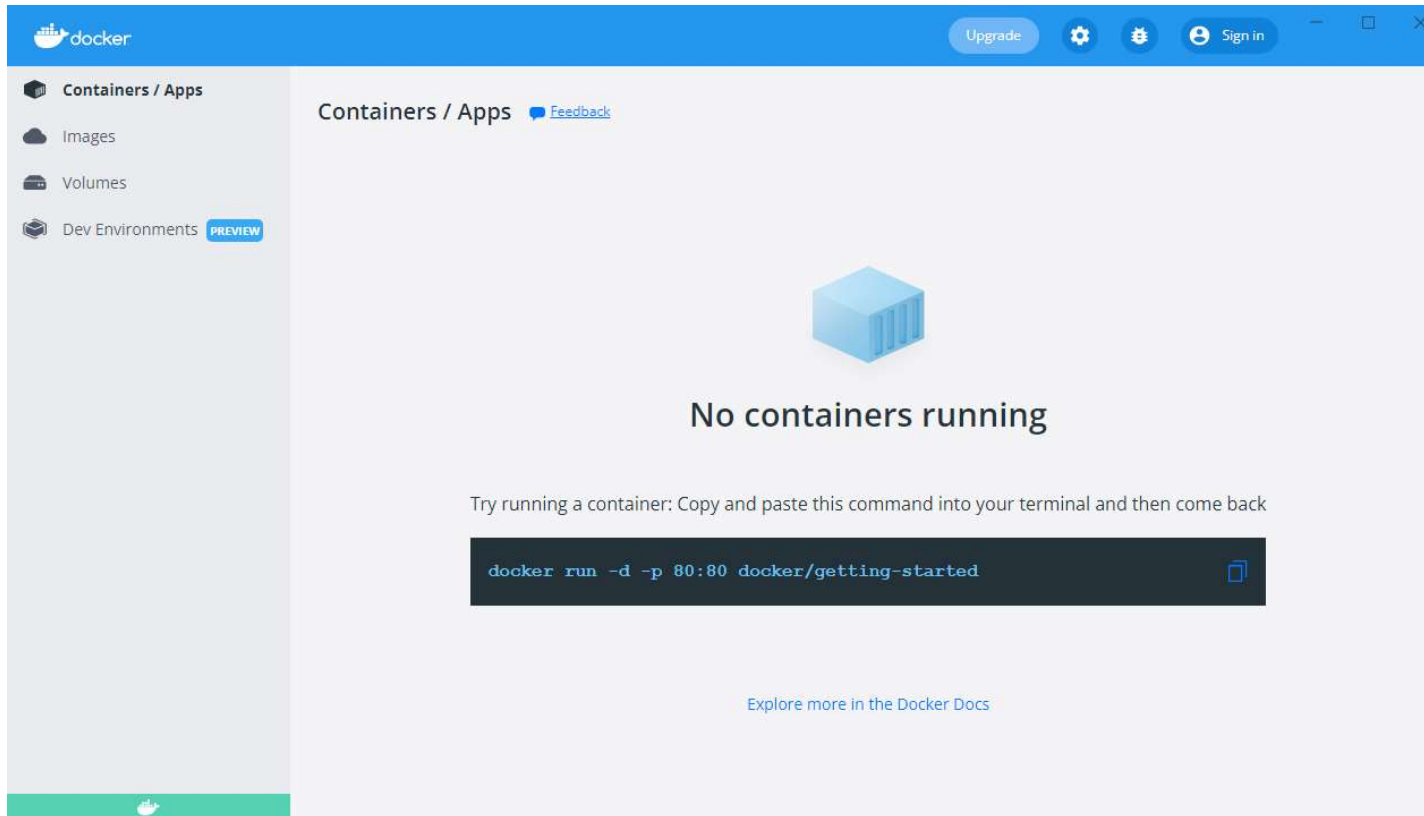 docker
Upgrade
Sign in
Containers / Apps
Images
Volumes
Dev Environments PREVIEW
Containers / Apps Feedback
No containers running
Try running a container: Copy and paste this command into your terminal and then come back
docker run -d -p 80:80 docker/getting-started
Explore more in the Docker Docs